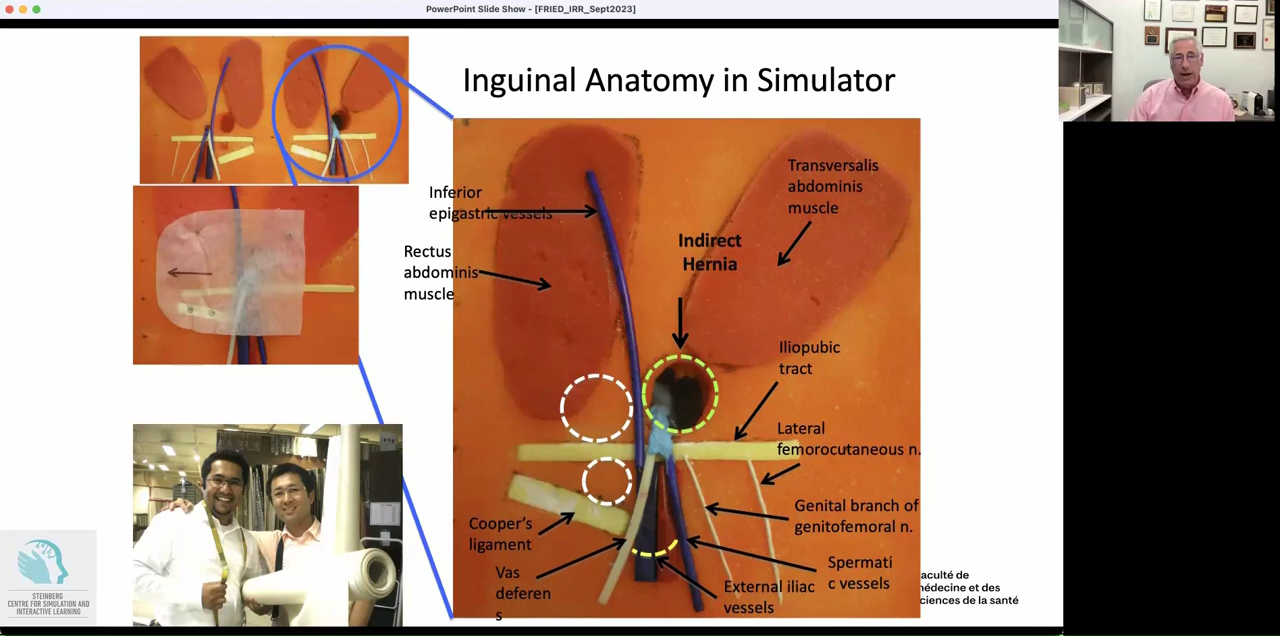 PowerPoint Slide Show - [FRIED_IRR_Sept2023]
Inguinal Anatomy in Simulator
Inferior
epigastric vessels
Rectus
abdominis
muscle
Transversalis
abdominis
muscle
Indirect
Hernia
Iliopubic
tract
Lateral
femorocutaneous n.
Genital branch of
genitofemoral n.
Cooper's
ligament
Vas
deferen
s
Spermati
c vessels
External iliac
vessels
STEINBERG
CENTRE FOR SIMULATION AND
INTERACTIVE LEARNING
aculté de
édecine et des
ciences de la santé